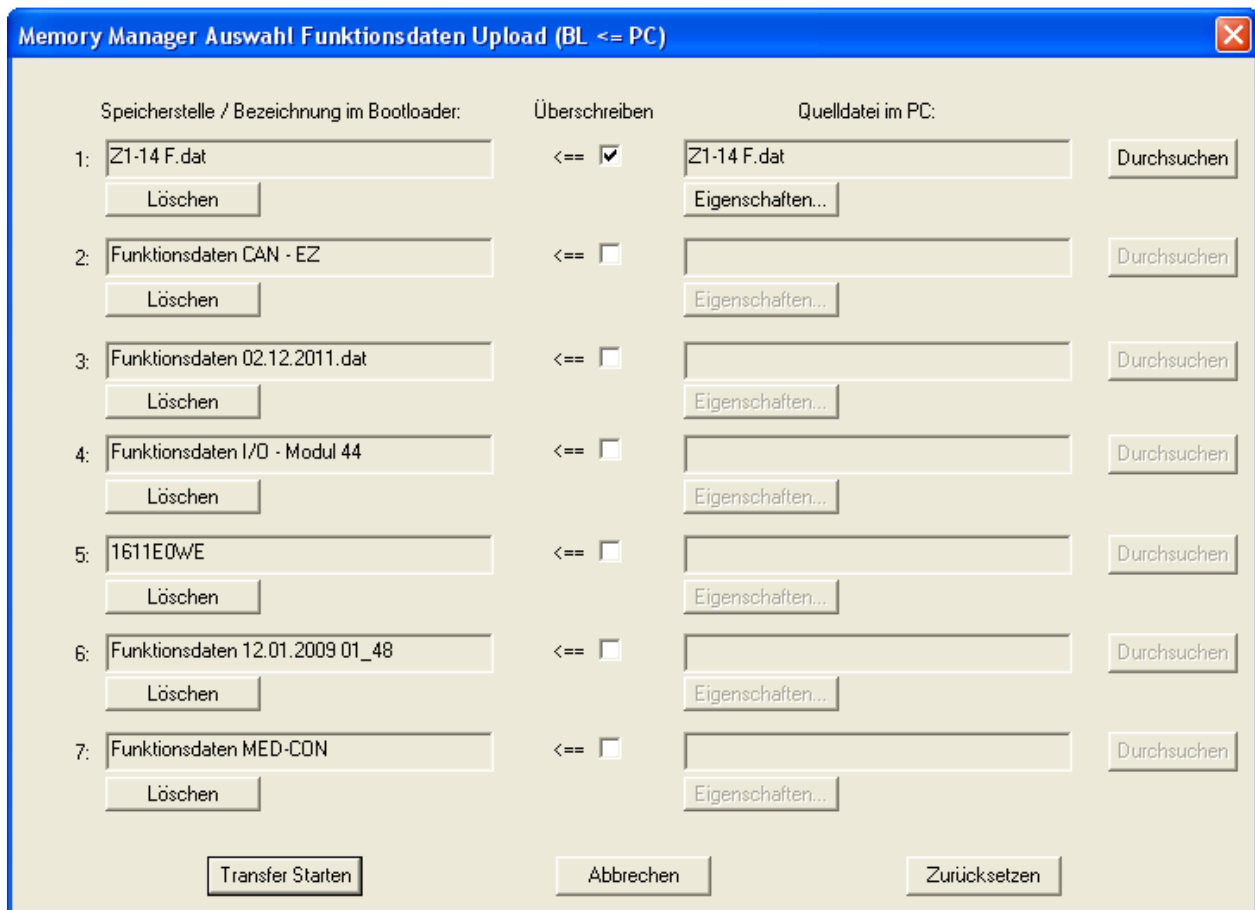 Memory Manager Auswahl Funktionsdaten Upload (BL <= PC)
Speicherstelle / Bezeichnung im Bootloader: Überschreiben Quelldatei im PC:
1: Z1-14 F.dat <== Z1-14 F.dat Durchsuchen
Löschen Eigenschaften...
2: Funktionsdaten CAN - EZ <== Durchsuchen
Löschen Eigenschaften...
3: Funktionsdaten 02.12.2011.dat <== Durchsuchen
Löschen Eigenschaften...
4: Funktionsdaten I/O - Modul 44 <== Durchsuchen
Löschen Eigenschaften...
5: 1611E0WE <== Durchsuchen
Löschen Eigenschaften...
6: Funktionsdaten 12.01.2009 01_48 <== Durchsuchen
Löschen Eigenschaften...
7: Funktionsdaten MED-CON <== Durchsuchen
Löschen Eigenschaften...
Transfer Starten Abbrechen Zurücksetzen